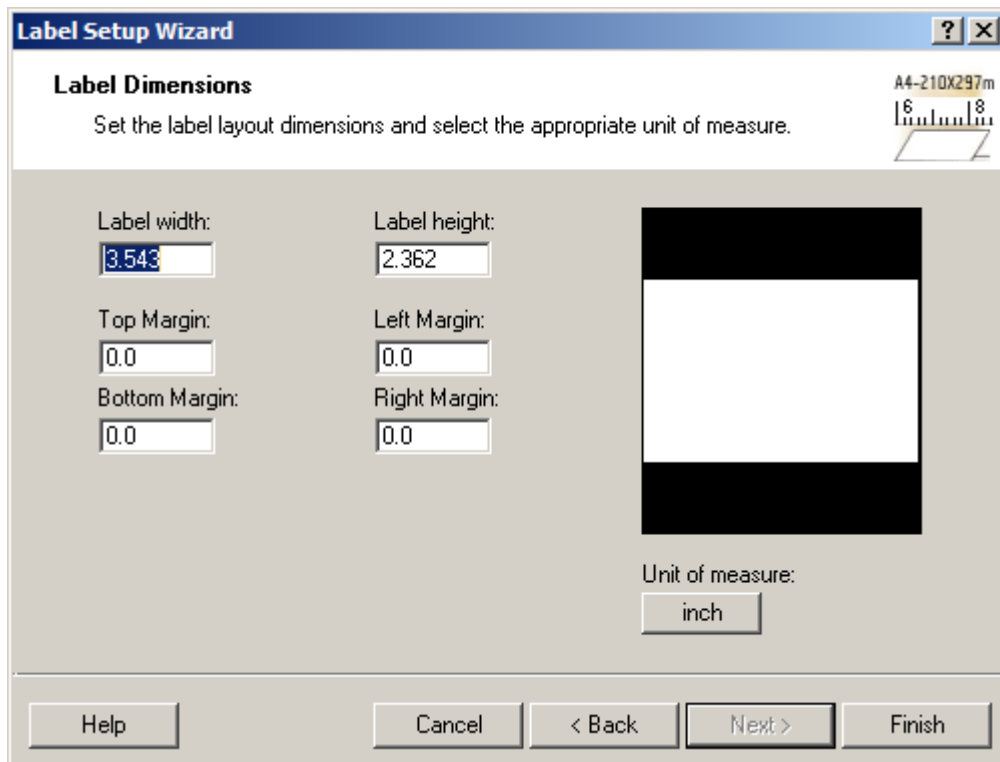 Label Setup Wizard
Label Dimensions
Set the label layout dimensions and select the appropriate unit of measure.
A4-210X297m
6 8
Label width: Label height:
3.543 2.362
Top Margin: Left Margin:
0.0 0.0
Bottom Margin: Right Margin:
0.0 0.0
Unit of measure:
inch
Help Cancel < Back Next > Finish